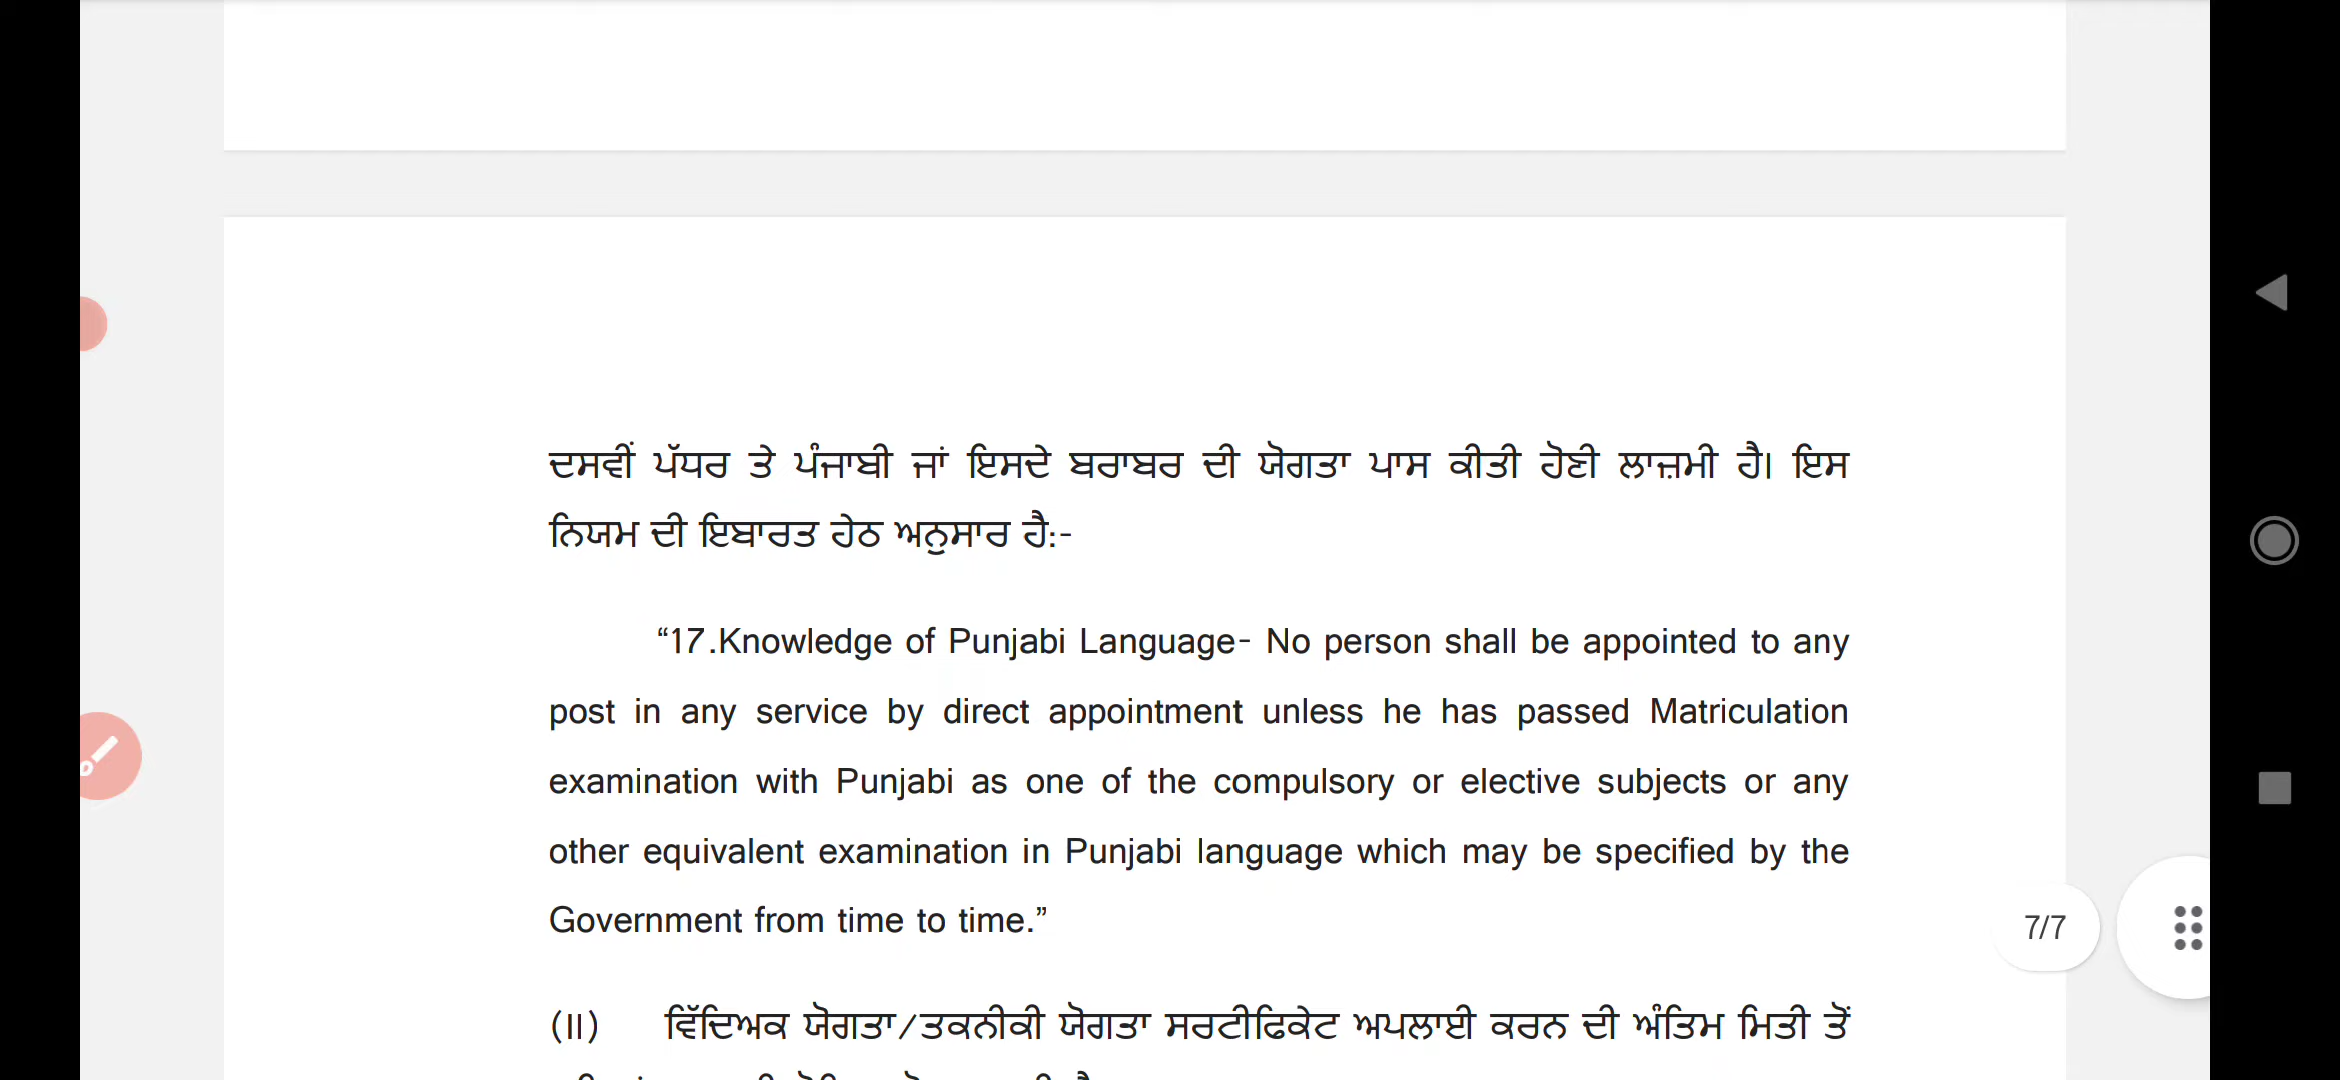 ਦਸਵੀਂ ਪੱਧਰ ਤੇ ਪੰਜਾਬੀ ਜਾਂ ਇਸਦੇ ਬਰਾਬਰ ਦੀ ਯੋਗਤਾ ਪਾਸ ਕੀਤੀ ਹੋਣੀ ਲਾਜ਼ਮੀ ਹੈ। ਇਸ
ਨਿਯਮ ਦੀ ਇਬਾਰਤ ਹੇਠ ਅਨੁਸਾਰ ਹੈ:-
“17.Knowledge of Punjabi Language- No person shall be appointed to any
post in any service by direct appointment unless he has passed Matriculation
examination with Punjabi as one of the compulsory or elective subjects or any
other equivalent examination in Punjabi language which may be specified by the
Government from time to time.”
7/7
(II) ਵਿੱਦਿਅਕ ਯੋਗਤਾ/ਤਕਨੀਕੀ ਯੋਗਤਾ ਸਰਟੀਫਿਕੇਟ ਅਪਲਾਈ ਕਰਨ ਦੀ ਅੰਤਿਮ ਮਿਤੀ ਤੋਂ